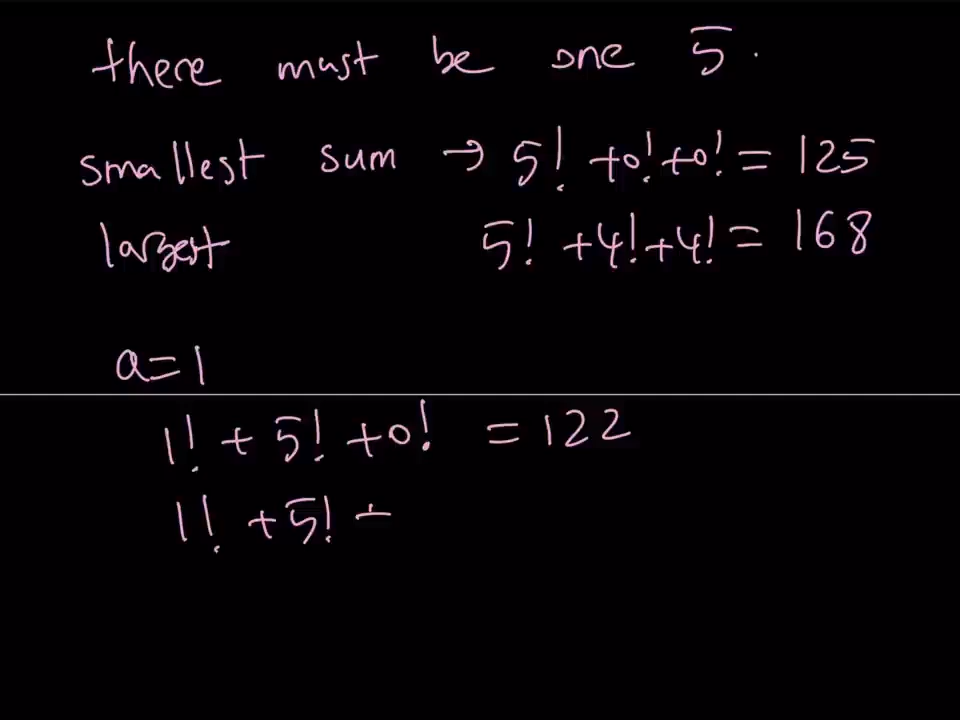 there must be one 5.
smallest sum → 5! +0!+0! = 125
largest 5! +4!+4! = 168
a=1
1! + 5! +0! = 122
1! +5! +